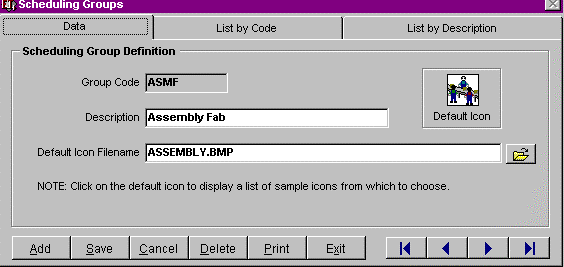 Scheduling Groups
Data List by Code List by Description
Scheduling Group Definition
Group Code ASMF
Description Assembly Fab
Default Icon
Default Icon Filename ASSEMBLY.BMP
NOTE: Click on the default icon to display a list of sample icons from which to choose.
Add Save Cancel Delete Print Exit